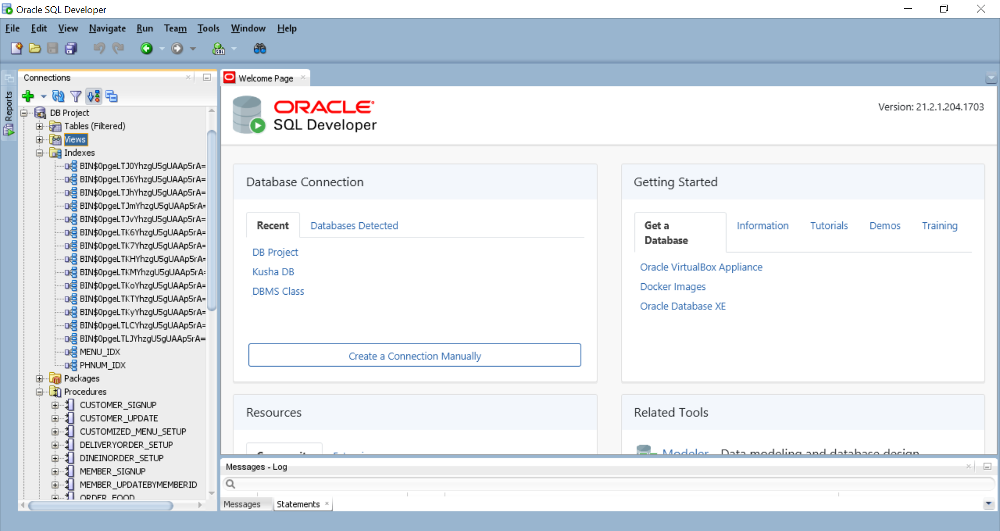 Oracle SQL Developer
File Edit View Navigate Run Team Tools Window Help
SQL
Reports
Connections
DB Project
Tables (Filtered)
Views
Indexes
BIN$0pgeLTJ0YhzgU5gUAAp5rA=
BIN$0pgeLTJ6YhzgU5gUAAp5rA=
BIN$0pgeLTJhYhzgU5gUAAp5rA=
BIN$0pgeLTJmYhzgU5gUAAp5rA=
BIN$0pgeLTJvYhzgU5gUAAp5rA=
BIN$0pgeLTK6YhzgU5gUAAp5rA=
BIN$0pgeLTK7YhzgU5gUAAp5rA=
BIN$0pgeLTKHYhzgU5gUAAp5rA=
BIN$0pgeLTKMYhzgU5gUAAp5rA=
BIN$0pgeLTKoYhzgU5gUAAp5rA=
BIN$0pgeLTKTYhzgU5gUAAp5rA=
BIN$0pgeLTKyYhzgU5gUAAp5rA=
BIN$0pgeLTLCYhzgU5gUAAp5rA=
BIN$0pgeLTLJYhzgU5gUAAp5rA=
MENU_IDX
PHNUM_IDX
Packages
Procedures
CUSTOMER_SIGNUP
CUSTOMER_UPDATE
CUSTOMIZED_MENU_SETUP
DELIVERYORDER_SETUP
DINEINORDER_SETUP
MEMBER_SIGNUP
MEMBER_UPDATEBYMEMBERID
ORDER_FOOD
Welcome Page
ORACLE
SQL Developer
Version: 21.2.1.204.1703
Database Connection
Recent Databases Detected
DB Project
Kusha DB
DBMS Class
Create a Connection Manually
Getting Started
Get a
Database
Information Tutorials Demos Training
Oracle VirtualBox Appliance
Docker Images
Oracle Database XE
Resources
Related Tools
Modeler Data modeling and database design
Messages - Log
Messages Statements